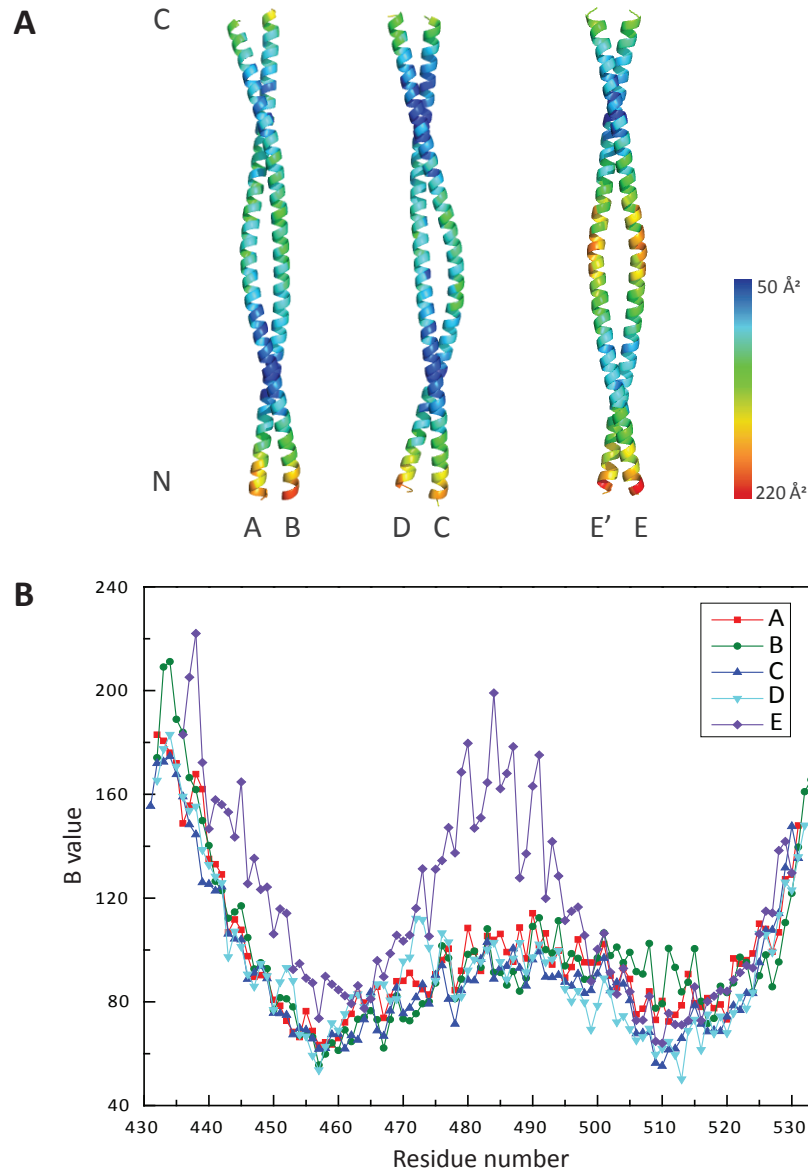 A
C
50 Å²
N
220 Å²
A B D C E’ E
B
240
200
160
120
80
40
B value
A
B
C
D
E
430 440 450 460 470 480 490 500 510 520 530
Residue number